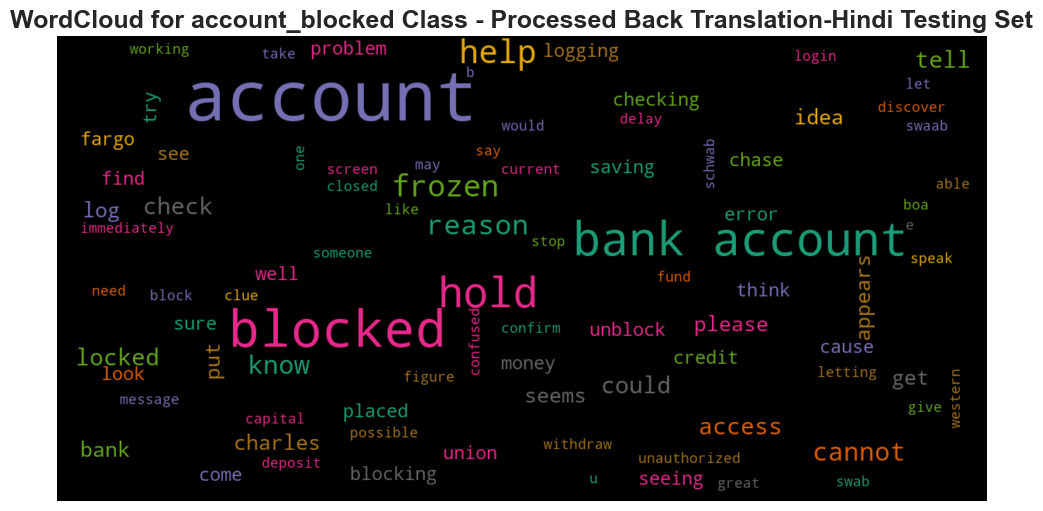 WordCloud for account_blocked Class - Processed Back Translation-Hindi Testing Set
working take problem help logging login tell
account b let
try checking idea discover
fargo would delay swaab
see one say schwab chase
find screen may current saving able
closed frozen
log check like boa
immediately reason error e
someone stop bank account speak
well fund appears
need block clue hold think
sure blocked confused confirm unblock please
locked put know money credit cause
look figure seems could letting get
message placed give western
capital possible access
bank charles union withdraw cannot
deposit unauthorized
come blocking u seeing great swab